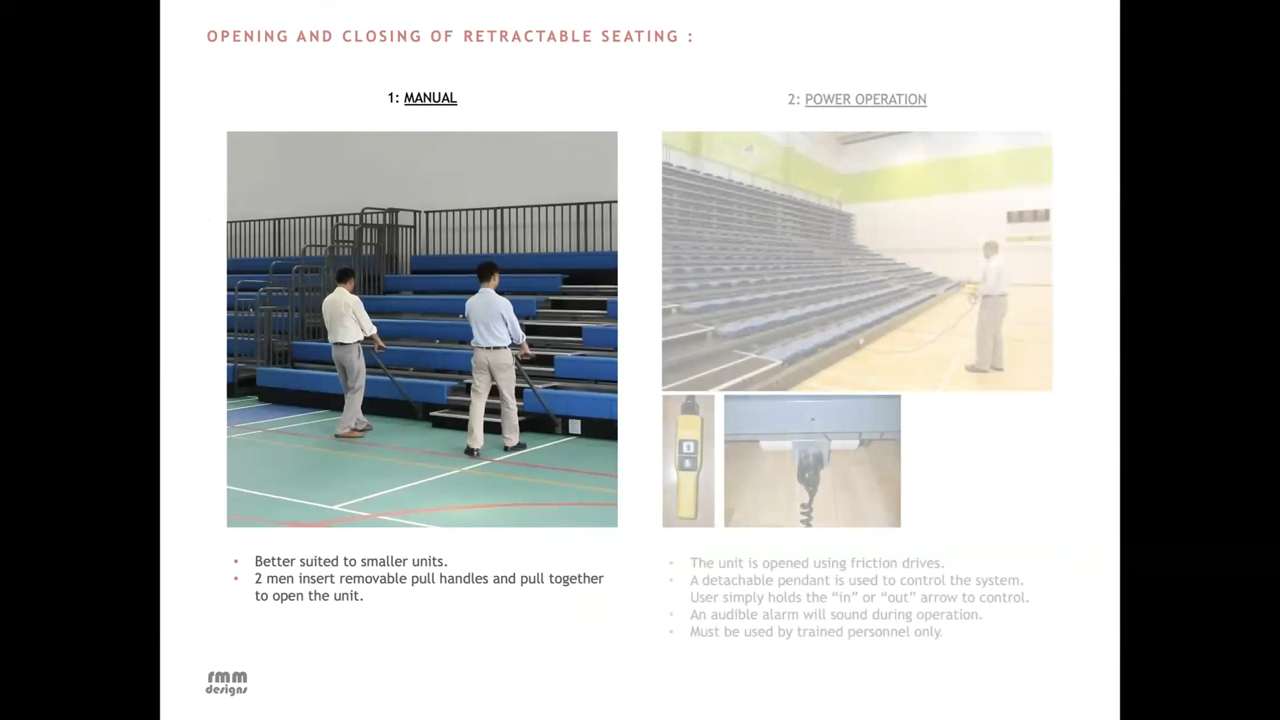 OPENING AND CLOSING OF RETRACTABLE SEATING :
1: MANUAL
2: POWER OPERATION
• Better suited to smaller units.
• 2 men insert removable pull handles and pull together
to open the unit.
• The unit is opened using friction drives.
• A detachable pendant is used to control the system.
User simply holds the “in” or “out” arrow to control.
• An audible alarm will sound during operation.
• Must be used by trained personnel only.
rmm
designs